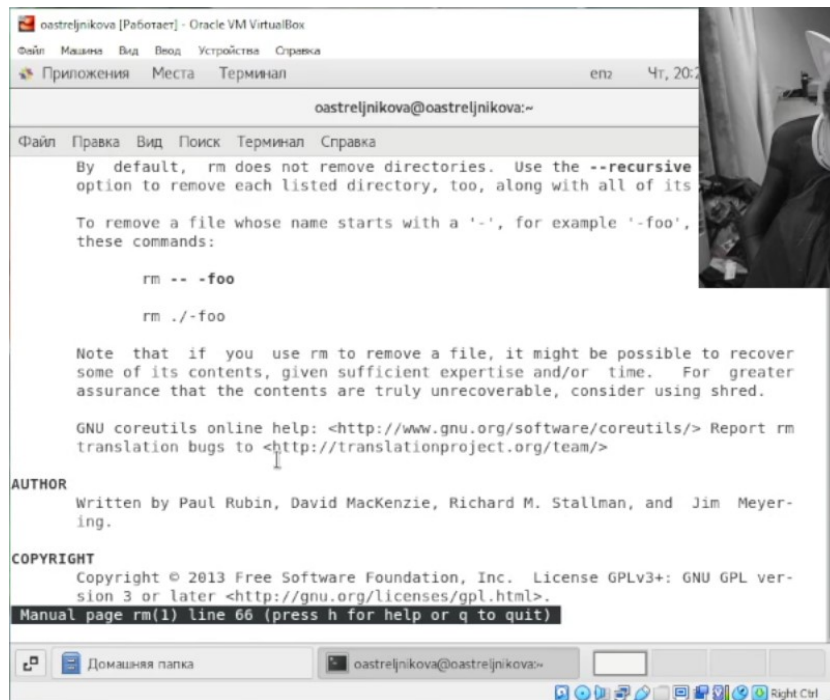 oastreljnikova [Работает] - Oracle VM VirtualBox
Файл Машина Вид Ввод Устройства Справка
Приложения Места Терминал en₂ Чт, 20:2
oastreljnikova@oastreljnikova:~
Файл Правка Вид Поиск Терминал Справка
By default, rm does not remove directories. Use the --recursive
option to remove each listed directory, too, along with all of its
To remove a file whose name starts with a '-', for example '-foo',
these commands:
rm -- -foo
rm ./-foo
Note that if you use rm to remove a file, it might be possible to recover
some of its contents, given sufficient expertise and/or time. For greater
assurance that the contents are truly unrecoverable, consider using shred.
GNU coreutils online help: <http://www.gnu.org/software/coreutils/> Report rm
translation bugs to <http://translationproject.org/team/>
AUTHOR
Written by Paul Rubin, David MacKenzie, Richard M. Stallman, and Jim Meyer-
ing.
COPYRIGHT
Copyright © 2013 Free Software Foundation, Inc. License GPLv3+: GNU GPL ver-
sion 3 or later <http://gnu.org/licenses/gpl.html>.
Manual page rm(1) line 66 (press h for help or q to quit)
Домашняя папка oastreljnikova@oastreljnikova:~
Right Ctrl